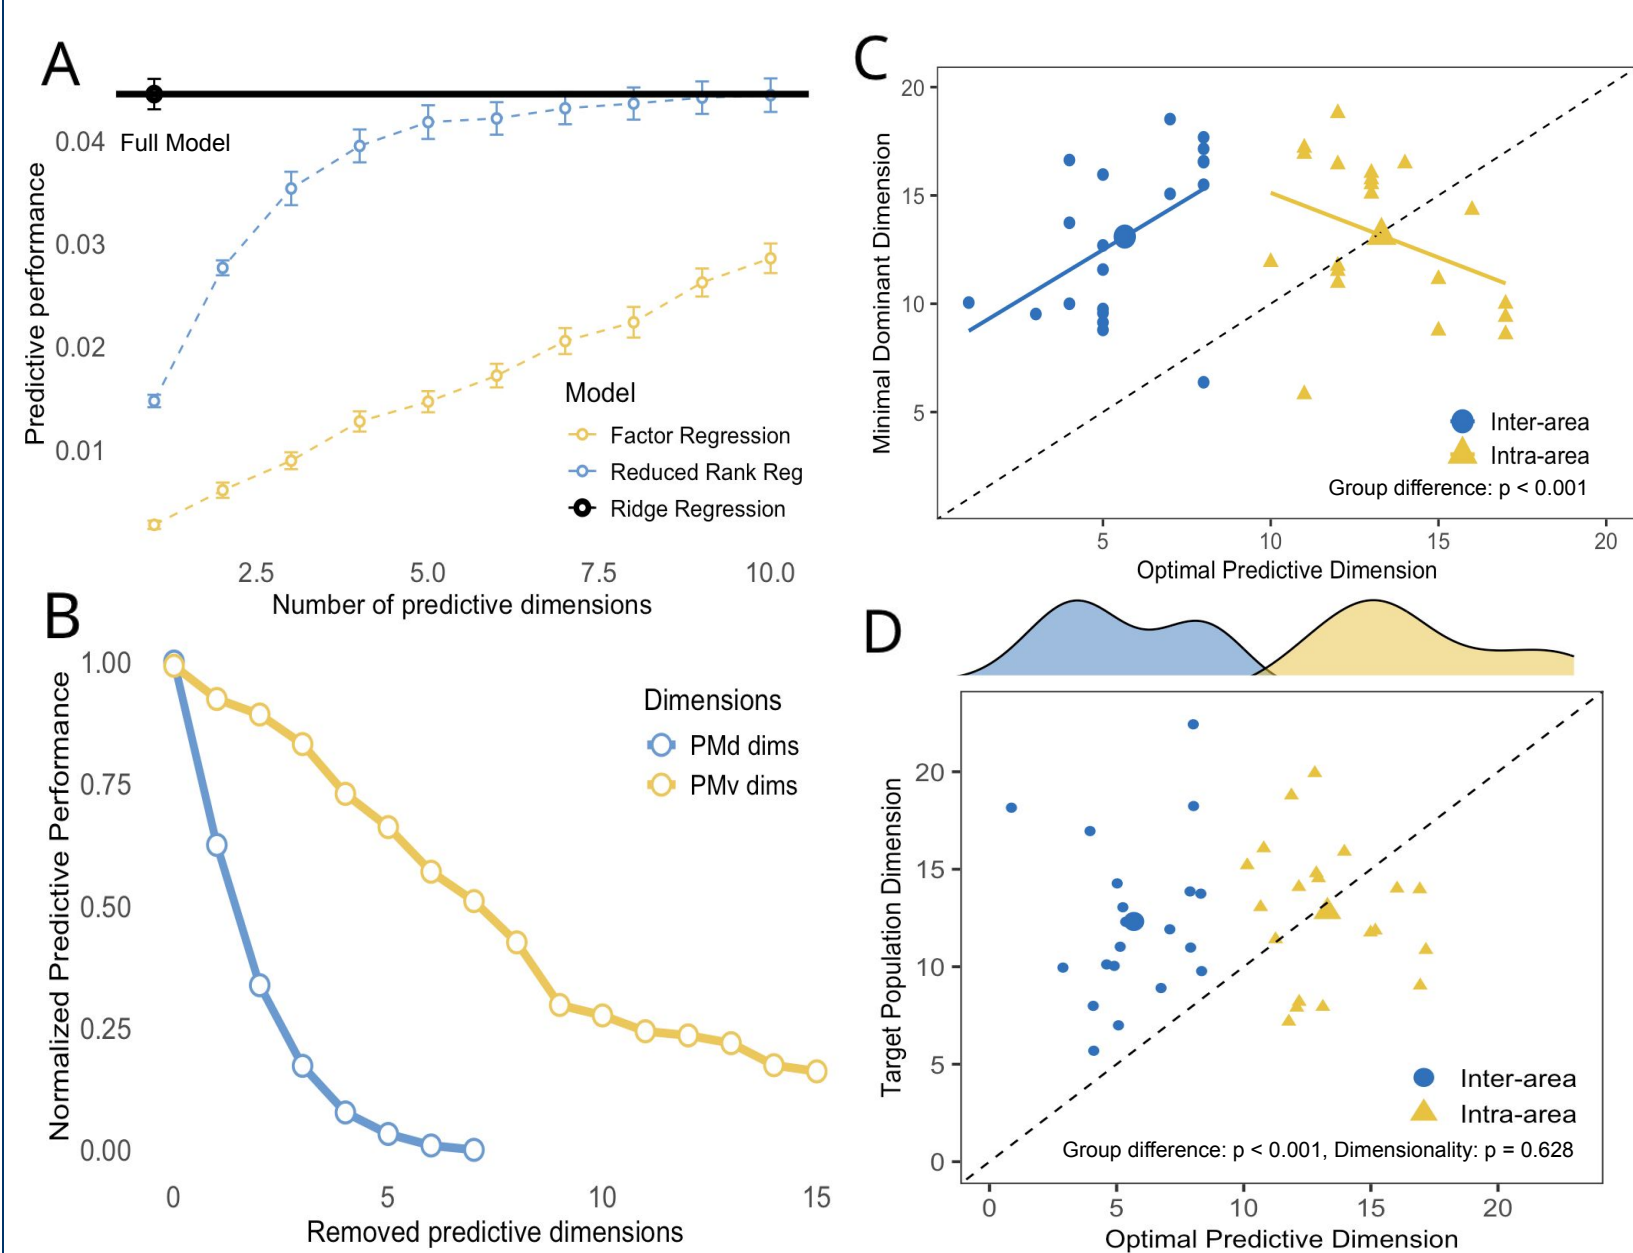 A
Full Model
0.04
0.03
0.02
0.01
Predictive performance
Model
Factor Regression
Reduced Rank Reg
Ridge Regression
2.5 5.0 7.5 10.0
Number of predictive dimensions
B
1.00
0.75
0.50
0.25
0.00
Normalized Predictive Performance
Dimensions
PMd dims
PMv dims
0 5 10 15
Removed predictive dimensions
C
20
15
10
5
Minimal Dominant Dimension
Inter-area
Intra-area
Group difference: p < 0.001
5 10 15 20
Optimal Predictive Dimension
D
20
15
10
5
0
Target Population Dimension
Inter-area
Intra-area
Group difference: p < 0.001, Dimensionality: p = 0.628
0 5 10 15 20
Optimal Predictive Dimension